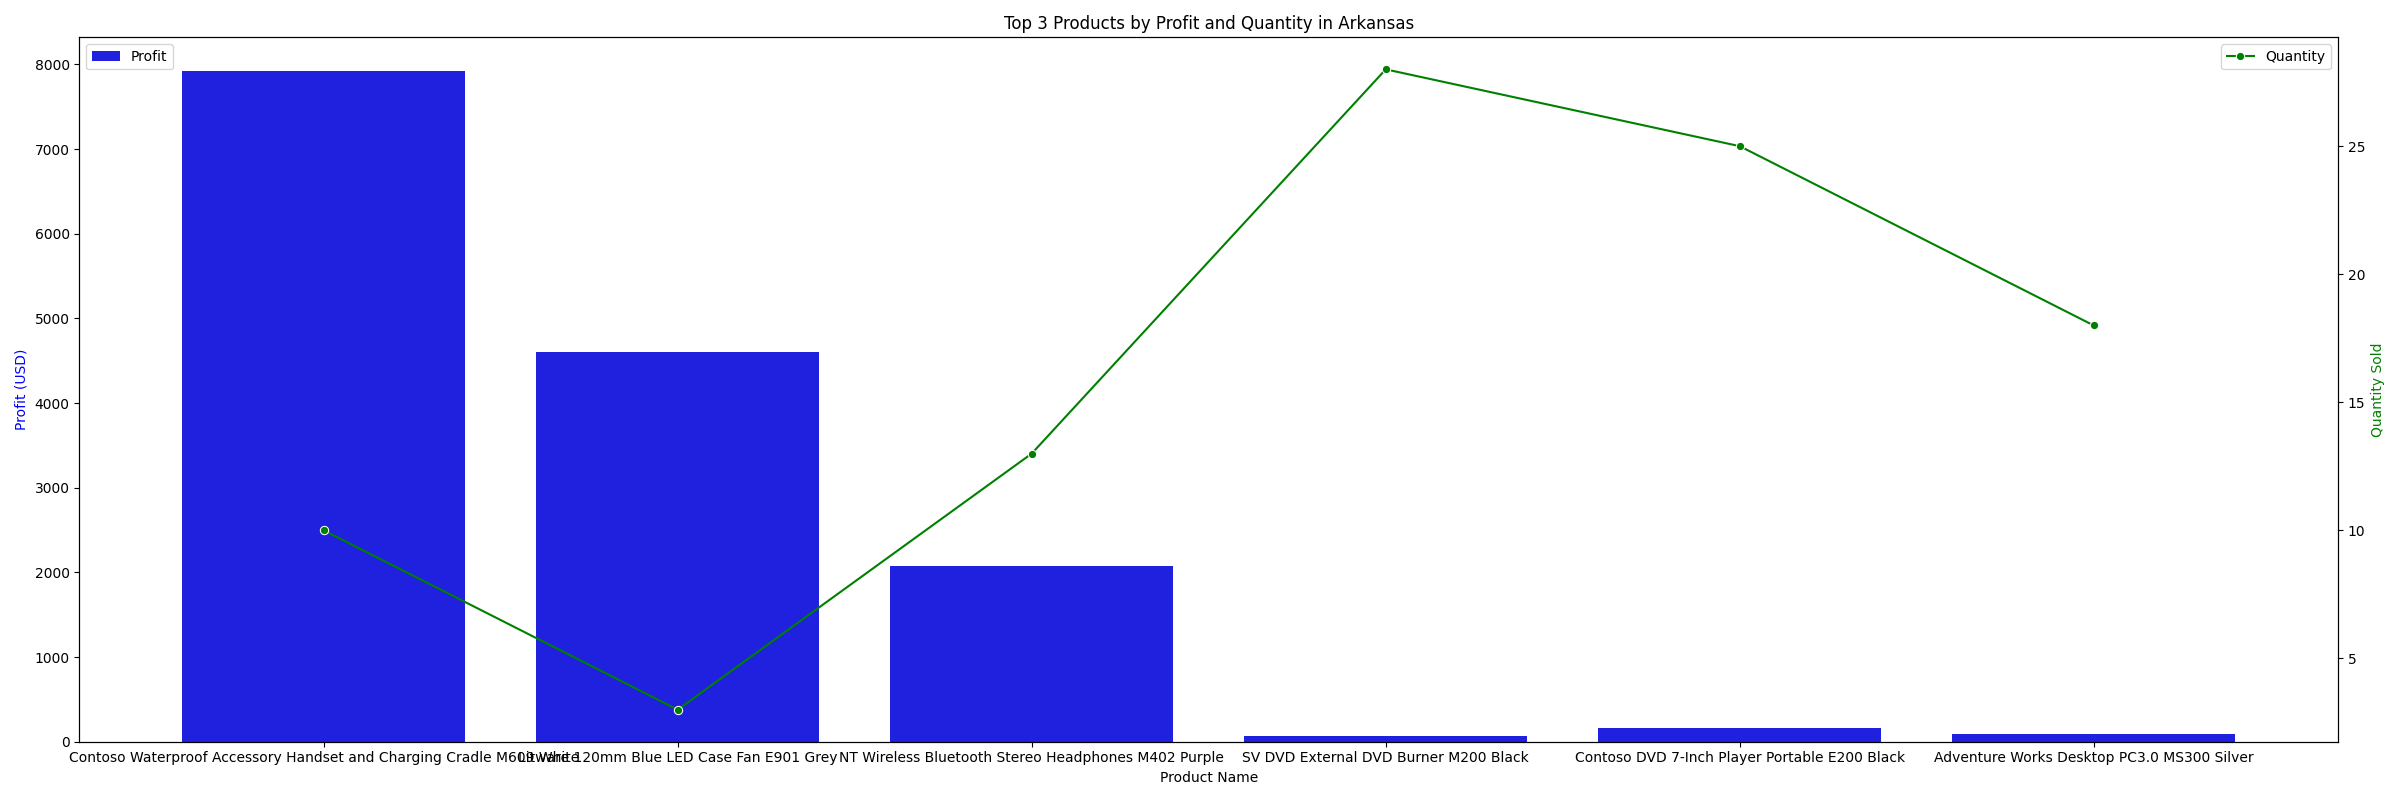 Top 3 Products by Profit and Quantity in Arkansas
Profit
Quantity
8000
7000
6000
5000
4000
3000
2000
1000
0
Profit (USD)
25
20
15
10
5
Quantity Sold
Contoso Waterproof Accessory Handset and Charging Cradle M609 White
Litware 120mm Blue LED Case Fan E901 Grey
NT Wireless Bluetooth Stereo Headphones M402 Purple
SV DVD External DVD Burner M200 Black
Contoso DVD 7-Inch Player Portable E200 Black
Adventure Works Desktop PC3.0 MS300 Silver
Product Name